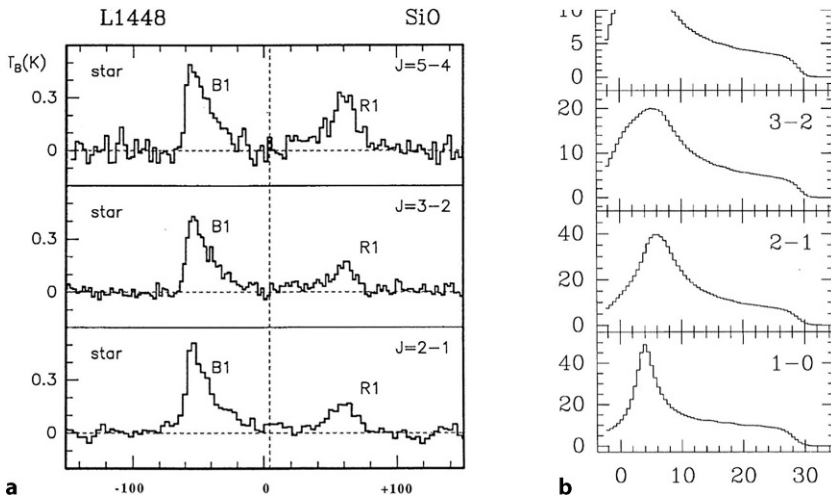 L1448 SiO
T_B(K)
star J=5-4
B1
R1
0.3
0
star J=3-2
B1
R1
0.3
0
star J=2-1
B1
R1
0.3
0
-100 0 +100
a
10
5
0
20 3-2
10
0
40 2-1
20
0
40 1-0
20
0
0 10 20 30
b